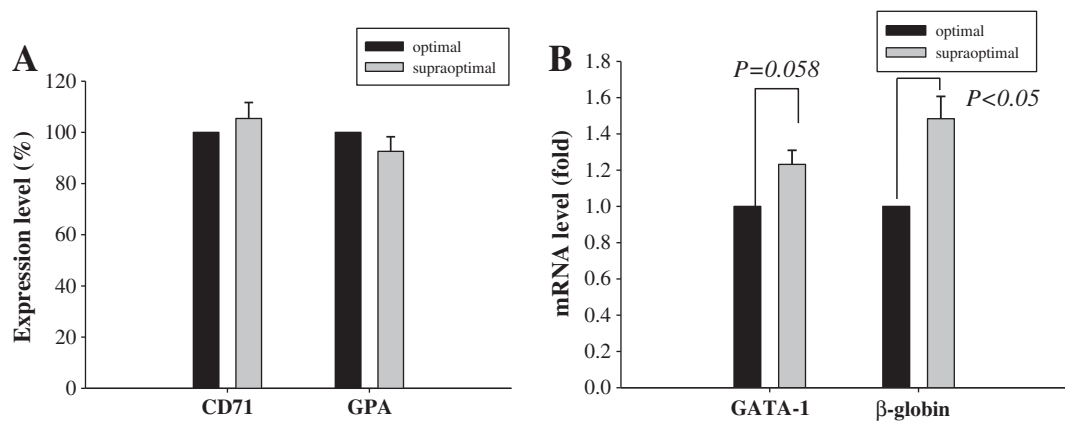 A
optimal
supraoptimal
Expression level (%)
120
100
80
60
40
20
0
CD71 GPA
B
optimal
supraoptimal
mRNA level (fold)
1.8
1.6
1.4
1.2
1.0
0.8
0.6
0.4
0.2
0.0
P=0.058
P<0.05
GATA-1 β-globin